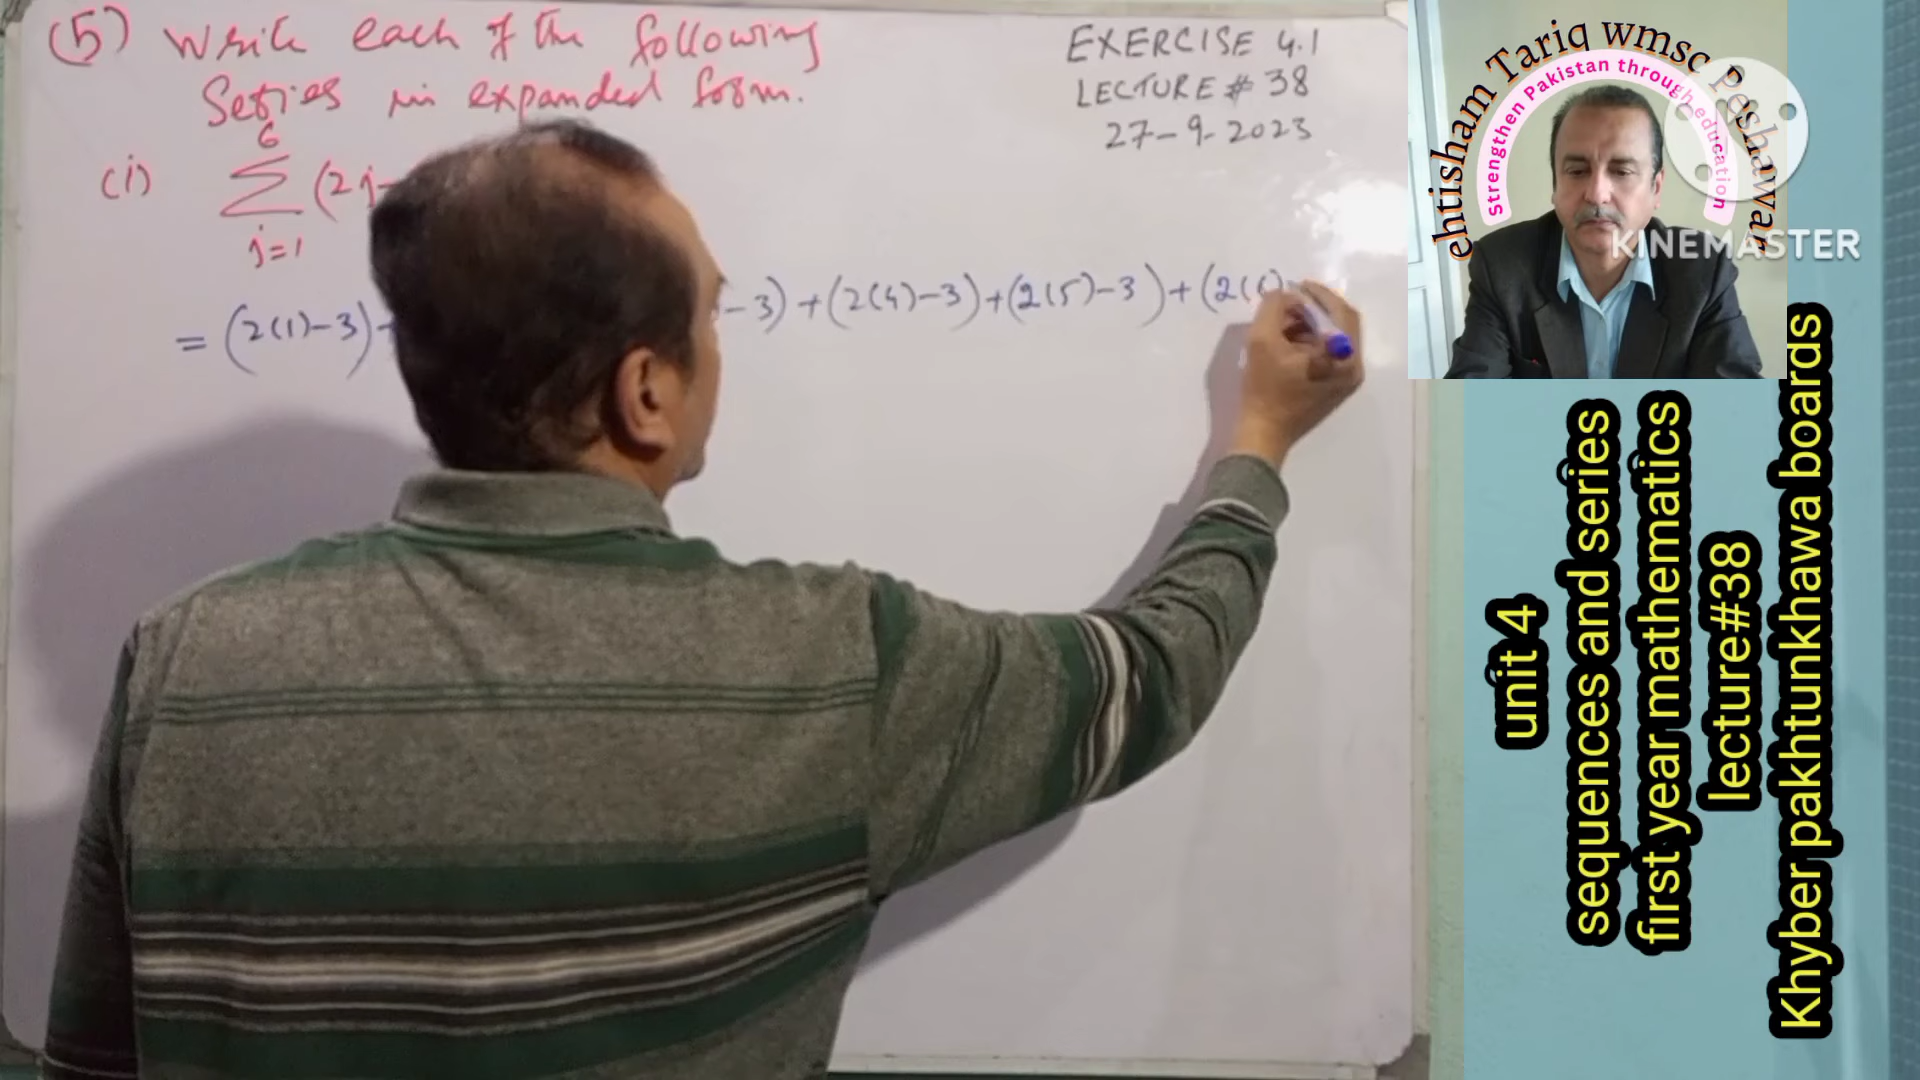 (5) Write each of the following
Series in expanded form.
EXERCISE 4.1
LECTURE # 38
27-9-2023
6
(i) Σ (2j-
j=1
= (2(1)-3)+ -3)+(2(4)-3)+(2(5)-3)+(2(6)-
ehtisham Tariq wmsc Peshawar
Strengthen Pakistan through education
KINEMASTER
unit 4
sequences and series
first year mathematics
lecture#38
Khyber pakhtunkhawa boards